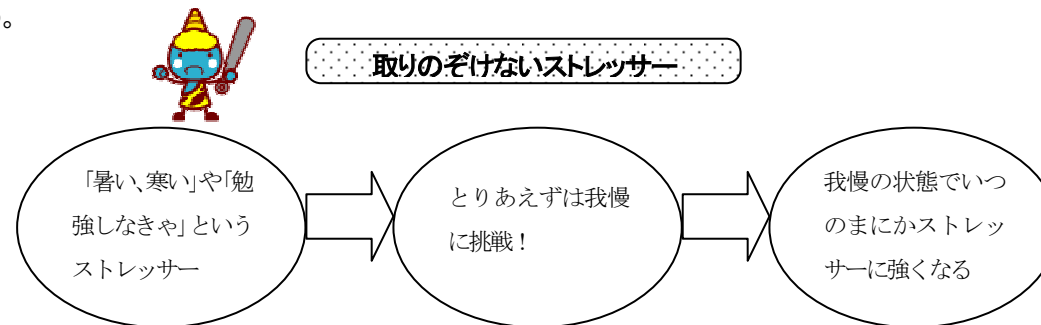 。
取りのぞけないストレッサー
「暑い、寒い」や「勉
強しなきゃ」という
ストレッサー
とりあえずは我慢
に挑戦！
我慢の状態でいつ
のまにかストレッ
サーに強くなる